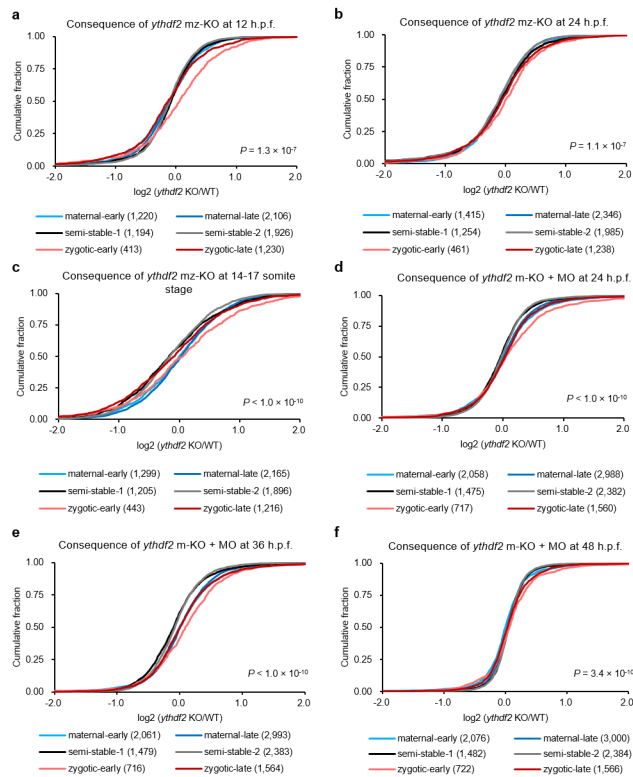 a
Consequence of ythdf2 mz-KO at 12 h.p.f.
Cumulative fraction
1.00
0.75
0.50
0.25
0.00
P = 1.3 × 10-7
-2.0 -1.0 0.0 1.0 2.0
log2 (ythdf2 KO/WT)
maternal-early (1,220) maternal-late (2,106)
semi-stable-1 (1,194) semi-stable-2 (1,926)
zygotic-early (413) zygotic-late (1,230)
b
Consequence of ythdf2 mz-KO at 24 h.p.f.
Cumulative fraction
1.00
0.75
0.50
0.25
0.00
P = 1.1 × 10-7
-2.0 -1.0 0.0 1.0 2.0
log2 (ythdf2 KO/WT)
maternal-early (1,415) maternal-late (2,346)
semi-stable-1 (1,254) semi-stable-2 (1,985)
zygotic-early (461) zygotic-late (1,238)
c
Consequence of ythdf2 mz-KO at 14-17 somite
stage
Cumulative fraction
1.00
0.75
0.50
0.25
0.00
P < 1.0 × 10-10
-2.0 -1.0 0.0 1.0 2.0
log2 (ythdf2 KO/WT)
maternal-early (1,299) maternal-late (2,165)
semi-stable-1 (1,205) semi-stable-2 (1,896)
zygotic-early (443) zygotic-late (1,216)
d
Consequence of ythdf2 m-KO + MO at 24 h.p.f.
Cumulative fraction
1.00
0.75
0.50
0.25
0.00
P < 1.0 × 10-10
-2.0 -1.0 0.0 1.0 2.0
log2 (ythdf2 KO/WT)
maternal-early (2,058) maternal-late (2,988)
semi-stable-1 (1,475) semi-stable-2 (2,382)
zygotic-early (717) zygotic-late (1,560)
e
Consequence of ythdf2 m-KO + MO at 36 h.p.f.
Cumulative fraction
1.00
0.75
0.50
0.25
0.00
P < 1.0 × 10-10
-2.0 -1.0 0.0 1.0 2.0
log2 (ythdf2 KO/WT)
maternal-early (2,061) maternal-late (2,993)
semi-stable-1 (1,479) semi-stable-2 (2,383)
zygotic-early (716) zygotic-late (1,564)
f
Consequence of ythdf2 m-KO + MO at 48 h.p.f.
Cumulative fraction
1.00
0.75
0.50
0.25
0.00
P = 3.4 × 10-10
-2.0 -1.0 0.0 1.0 2.0
log2 (ythdf2 KO/WT)
maternal-early (2,076) maternal-late (3,000)
semi-stable-1 (1,482) semi-stable-2 (2,384)
zygotic-early (722) zygotic-late (1,566)